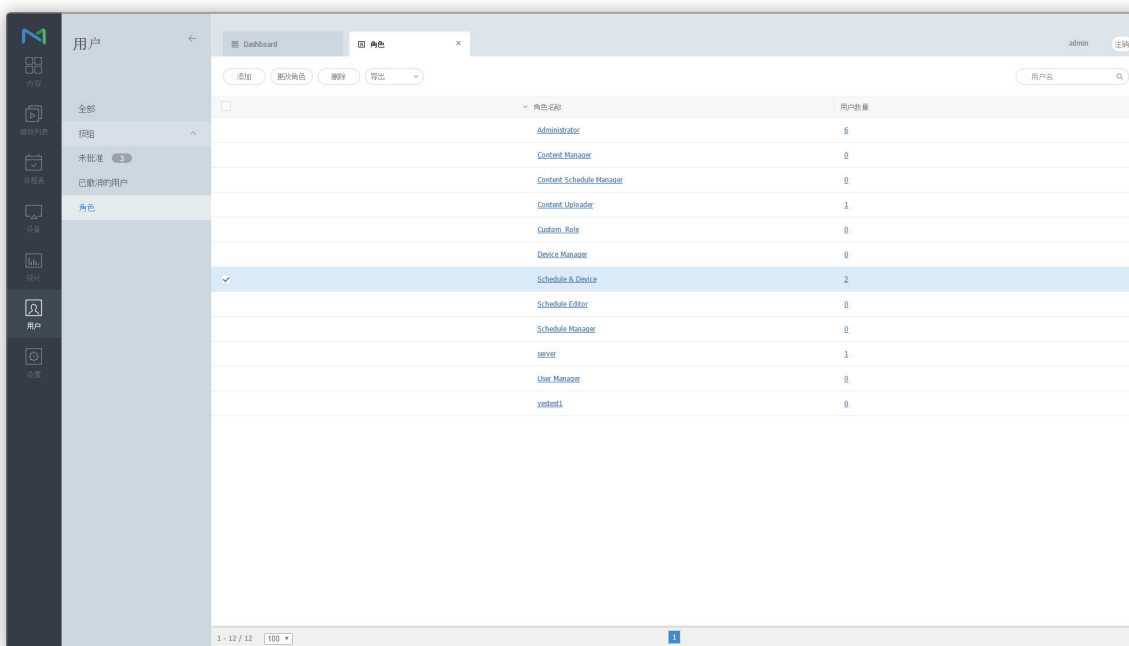 用户
←
Dashboard
角色
×
admin
注销
内容
播放列表
日程表
设备
统计
用户
设置
全部
按组
未批准 3
已撤消的用户
角色
添加
更改角色
删除
导出
用户名
角色名称
用户数量
Administrator 6
Content Manager 0
Content Schedule Manager 0
Content Uploader 1
Custom_Role 0
Device Manager 0
Schedule & Device 2
Schedule Editor 0
Schedule Manager 0
server 1
User Manager 0
vestest1 0
1 - 12 / 12
100
1